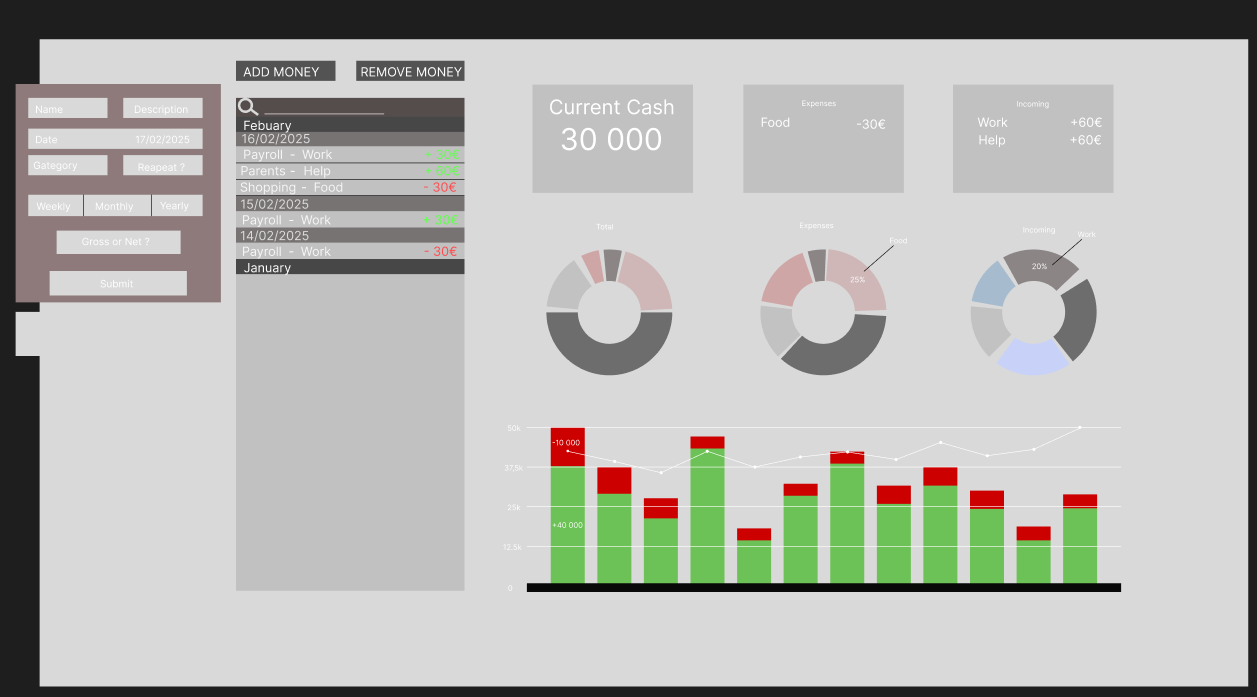 ADD MONEY
REMOVE MONEY
Name
Description
Date
17/02/2025
Gategory
Reapeat ?
Weekly
Monthly
Yearly
Gross or Net ?
Submit
Febuary
16/02/2025
Payroll - Work
Parents - Help
+ 60€
Shopping - Food
- 30€
15/02/2025
Payroll - Work
14/02/2025
Payroll - Work
- 30€
January
Current Cash
30 000
Expenses
Food
-30€
Incoming
Work
+60€
Help
+60€
Total
Expenses
Food
25%
Incoming
Work
20%
50k
37,5k
25k
12,5k
0
-10 000
+40 000